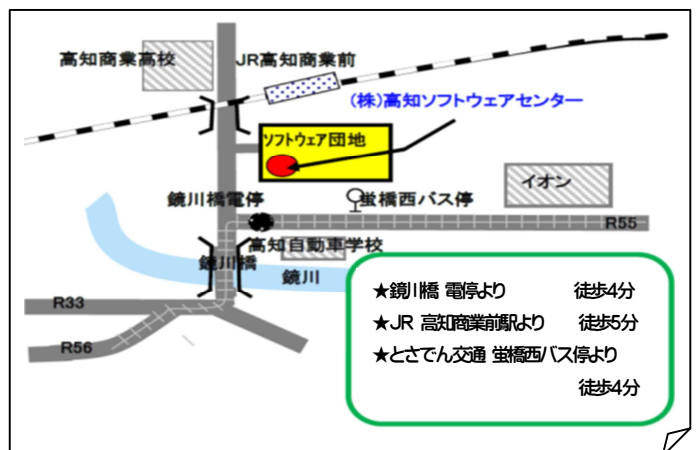 高知商業高校
JR高知商業前
(株)高知ソフトウェアセンター
ソフトウェア団地
イオン
鏡川橋電停
蛍橋西バス停
R55
高知自動車学校
鏡川橋
鏡川
R33
R56
★鏡川橋 電停より 徒歩4分
★JR 高知商業前駅より 徒歩5分
★とさでん交通 蛍橋西バス停より
徒歩4分